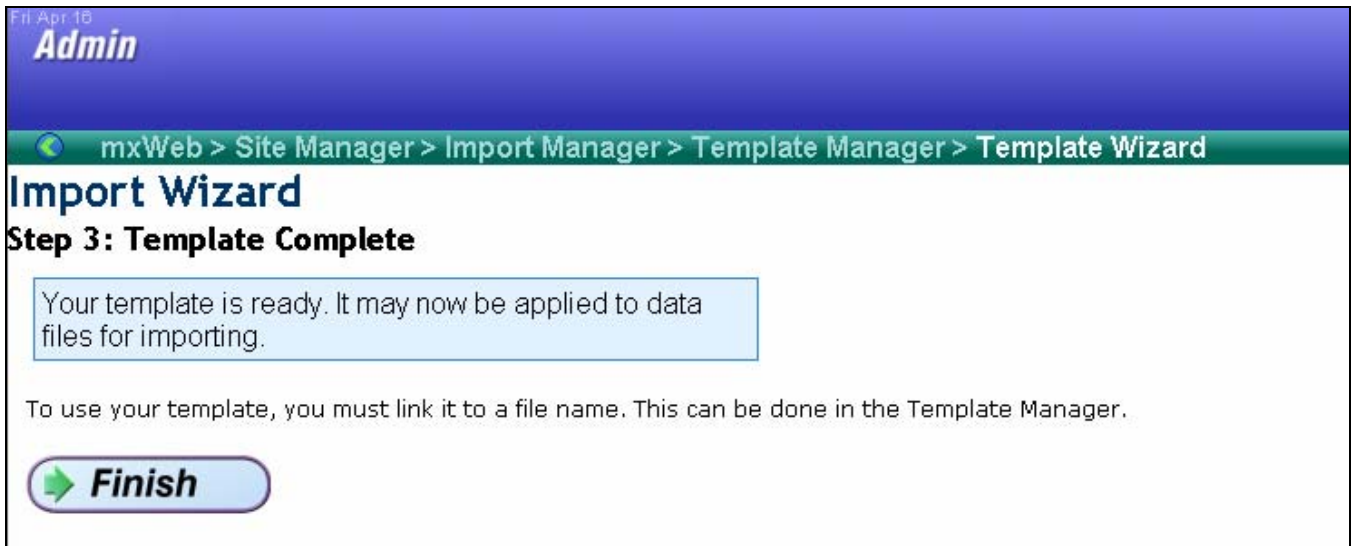 Fri Apr 16
Admin
mxWeb > Site Manager > Import Manager > Template Manager > Template Wizard
Import Wizard
Step 3: Template Complete
Your template is ready. It may now be applied to data
files for importing.
To use your template, you must link it to a file name. This can be done in the Template Manager.
Finish